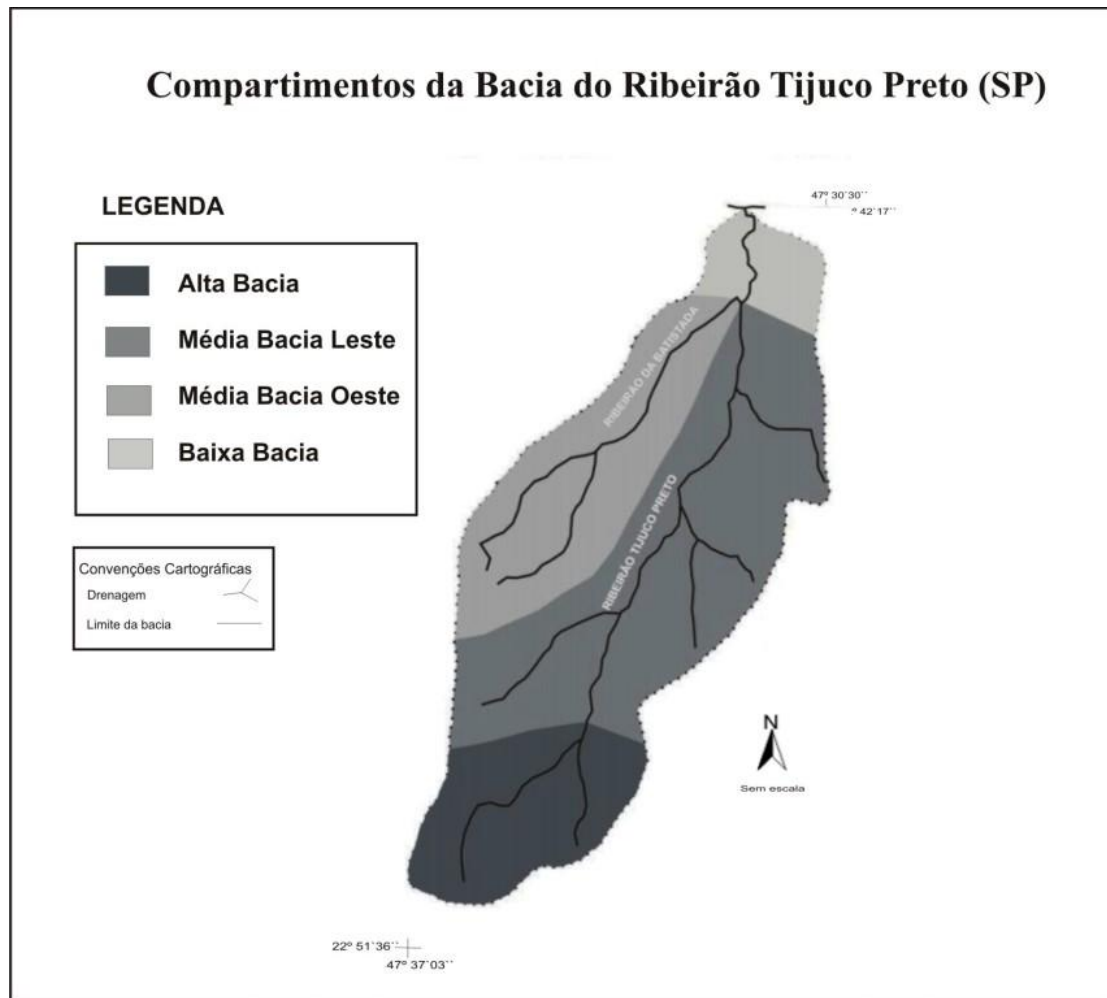 Compartimentos da Bacia do Ribeirão Tijuco Preto (SP)
LEGENDA
Alta Bacia
Média Bacia Leste
Média Bacia Oeste
Baixa Bacia
Convenções Cartográficas
Drenagem
Limite da bacia
47º 30´30´´
º 42´17´´
RIBEIRÃO DA BATISTADA
RIBEIRÃO TIJUCO PRETO
N
Sem escala
22º 51´36´´
47º 37´03´´